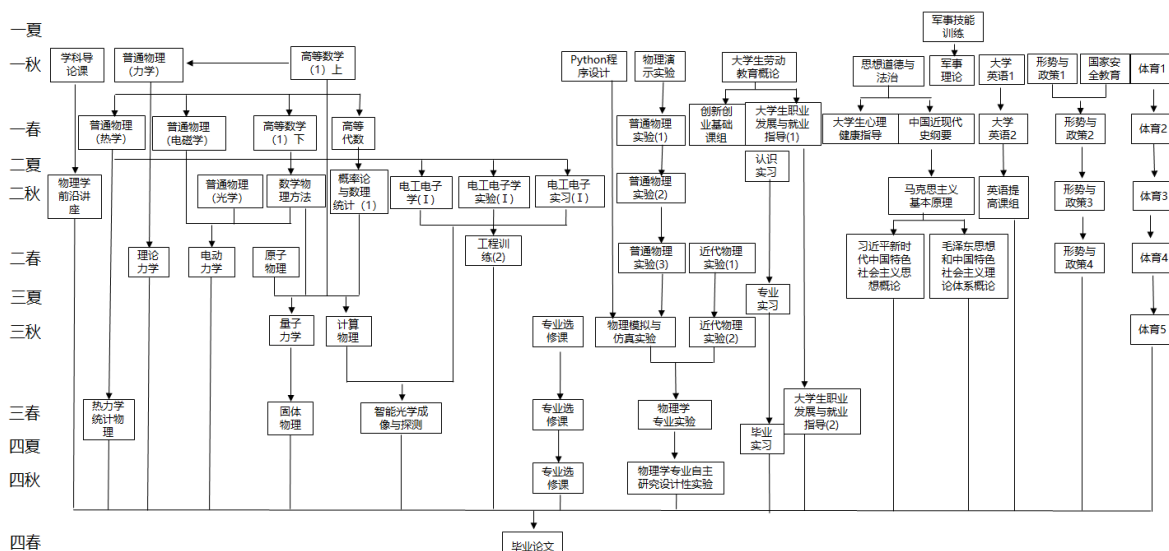 一夏
军事技能
训练
一秋
学科导
论课
普通物理
(力学)
高等数学
(1) 上
Python程
序设计
物理演
示实验
大学生劳动
教育概论
思想道德与
法治
军事
理论
大学
英语1
形势与
政策1
国家安
全教育
体育1
一春
普通物理
(热学)
普通物理
(电磁学)
高等数学
(1) 下
高等
代数
普通物理
实验(1)
创新创
业基础
课组
大学生职业
发展与就业
指导(1)
大学生心理
健康指导
中国近现代
史纲要
大学
英语2
形势与
政策2
体育2
二夏
认识
实习
二秋
物理学
前沿讲
座
普通物理
(光学)
数学物
理方法
概率论
与数理
统计 (1)
电工电子
学(Ⅰ)
电工电子学
实验(Ⅰ)
电工电子
实习(Ⅰ)
普通物理
实验(2)
马克思主义
基本原理
英语提
高课组
形势与
政策3
体育3
二春
理论
力学
电动
力学
原子
物理
工程训
练(2)
普通物理
实验(3)
近代物理
实验(1)
习近平新时
代中国特色
社会主义思
想概论
毛泽东思想
和中国特色
社会主义理
论体系概论
形势与
政策4
体育4
三夏
专业
实习
三秋
量子
力学
计算
物理
专业选
修课
物理模拟与
仿真实验
近代物理
实验(2)
体育5
三春
热力学
统计物
理
固体
物理
智能光学成
像与探测
专业选
修课
物理学
专业实验
大学生职业
发展与就业
指导(2)
四夏
毕业
实习
四秋
专业选
修课
物理学专业自主
研究设计性实验
四春
毕业论文